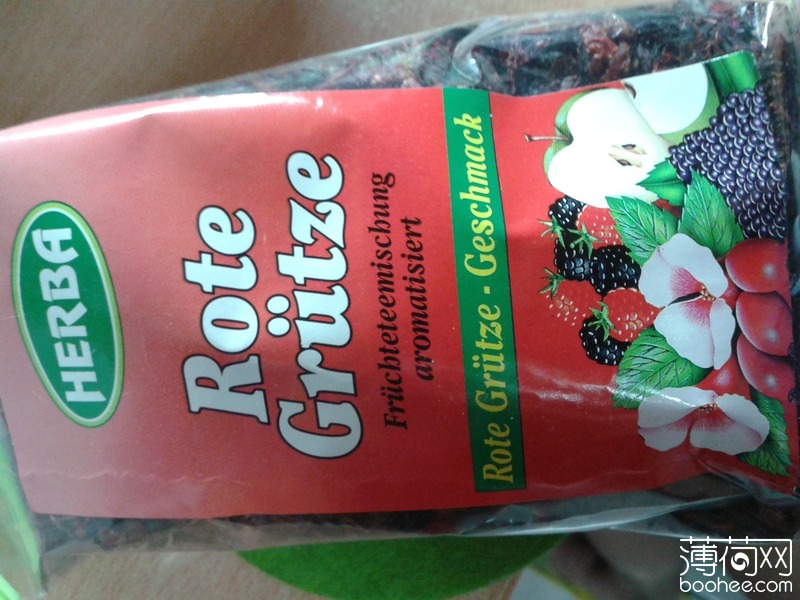 HERBA
Rote
Grütze
Früchteteemischung
aromatisiert
Rote Grütze - Geschmack
薄荷网
boohee.com